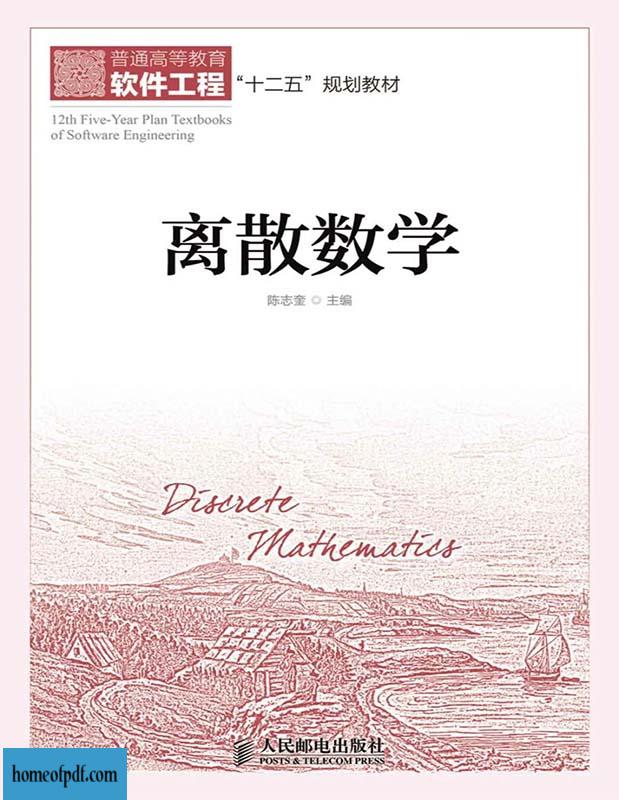 普通高等教育
软件工程 “十二五”规划教材
12th Five-Year Plan Textbooks
of Software Engineering
离散数学
陈志奎 ◎ 主编
Discrete
Mathematics
人民邮电出版社
POSTS & TELECOM PRESS
homeofpdf.com